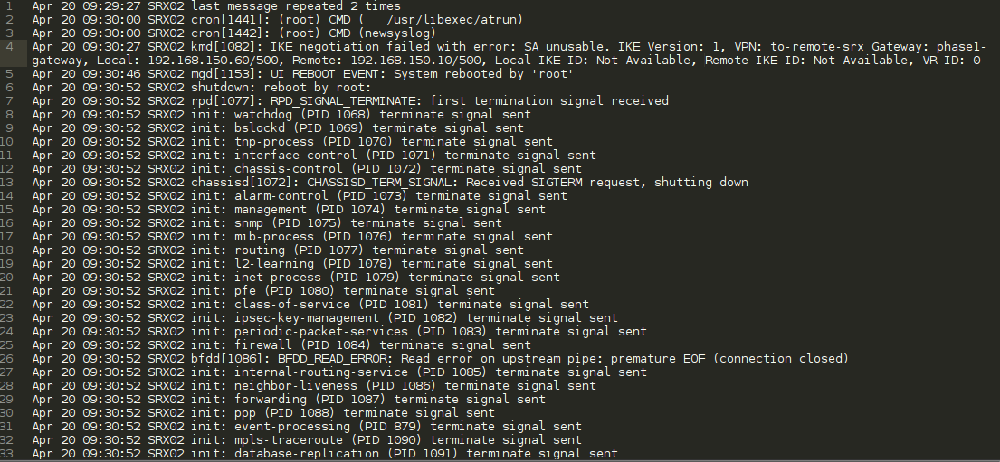 1 Apr 20 09:29:27 SRX02 last message repeated 2 times
2 Apr 20 09:30:00 SRX02 cron[1441]: (root) CMD (   /usr/libexec/atrun)
3 Apr 20 09:30:00 SRX02 cron[1442]: (root) CMD (newsyslog)
4 Apr 20 09:30:27 SRX02 kmd[1082]: IKE negotiation failed with error: SA unusable. IKE Version: 1, VPN: to-remote-srx Gateway: phase1-
gateway, Local: 192.168.150.60/500, Remote: 192.168.150.10/500, Local IKE-ID: Not-Available, Remote IKE-ID: Not-Available, VR-ID: 0
5 Apr 20 09:30:46 SRX02 mgd[1153]: UI_REBOOT_EVENT: System rebooted by 'root'
6 Apr 20 09:30:52 SRX02 shutdown: reboot by root:
7 Apr 20 09:30:52 SRX02 rpd[1077]: RPD_SIGNAL_TERMINATE: first termination signal received
8 Apr 20 09:30:52 SRX02 init: watchdog (PID 1068) terminate signal sent
9 Apr 20 09:30:52 SRX02 init: bslockd (PID 1069) terminate signal sent
10 Apr 20 09:30:52 SRX02 init: tnp-process (PID 1070) terminate signal sent
11 Apr 20 09:30:52 SRX02 init: interface-control (PID 1071) terminate signal sent
12 Apr 20 09:30:52 SRX02 init: chassis-control (PID 1072) terminate signal sent
13 Apr 20 09:30:52 SRX02 chassisd[1072]: CHASSISD_TERM_SIGNAL: Received SIGTERM request, shutting down
14 Apr 20 09:30:52 SRX02 init: alarm-control (PID 1073) terminate signal sent
15 Apr 20 09:30:52 SRX02 init: management (PID 1074) terminate signal sent
16 Apr 20 09:30:52 SRX02 init: snmp (PID 1075) terminate signal sent
17 Apr 20 09:30:52 SRX02 init: mib-process (PID 1076) terminate signal sent
18 Apr 20 09:30:52 SRX02 init: routing (PID 1077) terminate signal sent
19 Apr 20 09:30:52 SRX02 init: l2-learning (PID 1078) terminate signal sent
20 Apr 20 09:30:52 SRX02 init: inet-process (PID 1079) terminate signal sent
21 Apr 20 09:30:52 SRX02 init: pfe (PID 1080) terminate signal sent
22 Apr 20 09:30:52 SRX02 init: class-of-service (PID 1081) terminate signal sent
23 Apr 20 09:30:52 SRX02 init: ipsec-key-management (PID 1082) terminate signal sent
24 Apr 20 09:30:52 SRX02 init: periodic-packet-services (PID 1083) terminate signal sent
25 Apr 20 09:30:52 SRX02 init: firewall (PID 1084) terminate signal sent
26 Apr 20 09:30:52 SRX02 bfdd[1086]: BFDD_READ_ERROR: Read error on upstream pipe: premature EOF (connection closed)
27 Apr 20 09:30:52 SRX02 init: internal-routing-service (PID 1085) terminate signal sent
28 Apr 20 09:30:52 SRX02 init: neighbor-liveness (PID 1086) terminate signal sent
29 Apr 20 09:30:52 SRX02 init: forwarding (PID 1087) terminate signal sent
30 Apr 20 09:30:52 SRX02 init: ppp (PID 1088) terminate signal sent
31 Apr 20 09:30:52 SRX02 init: event-processing (PID 879) terminate signal sent
32 Apr 20 09:30:52 SRX02 init: mpls-traceroute (PID 1090) terminate signal sent
33 Apr 20 09:30:52 SRX02 init: database-replication (PID 1091) terminate signal sent